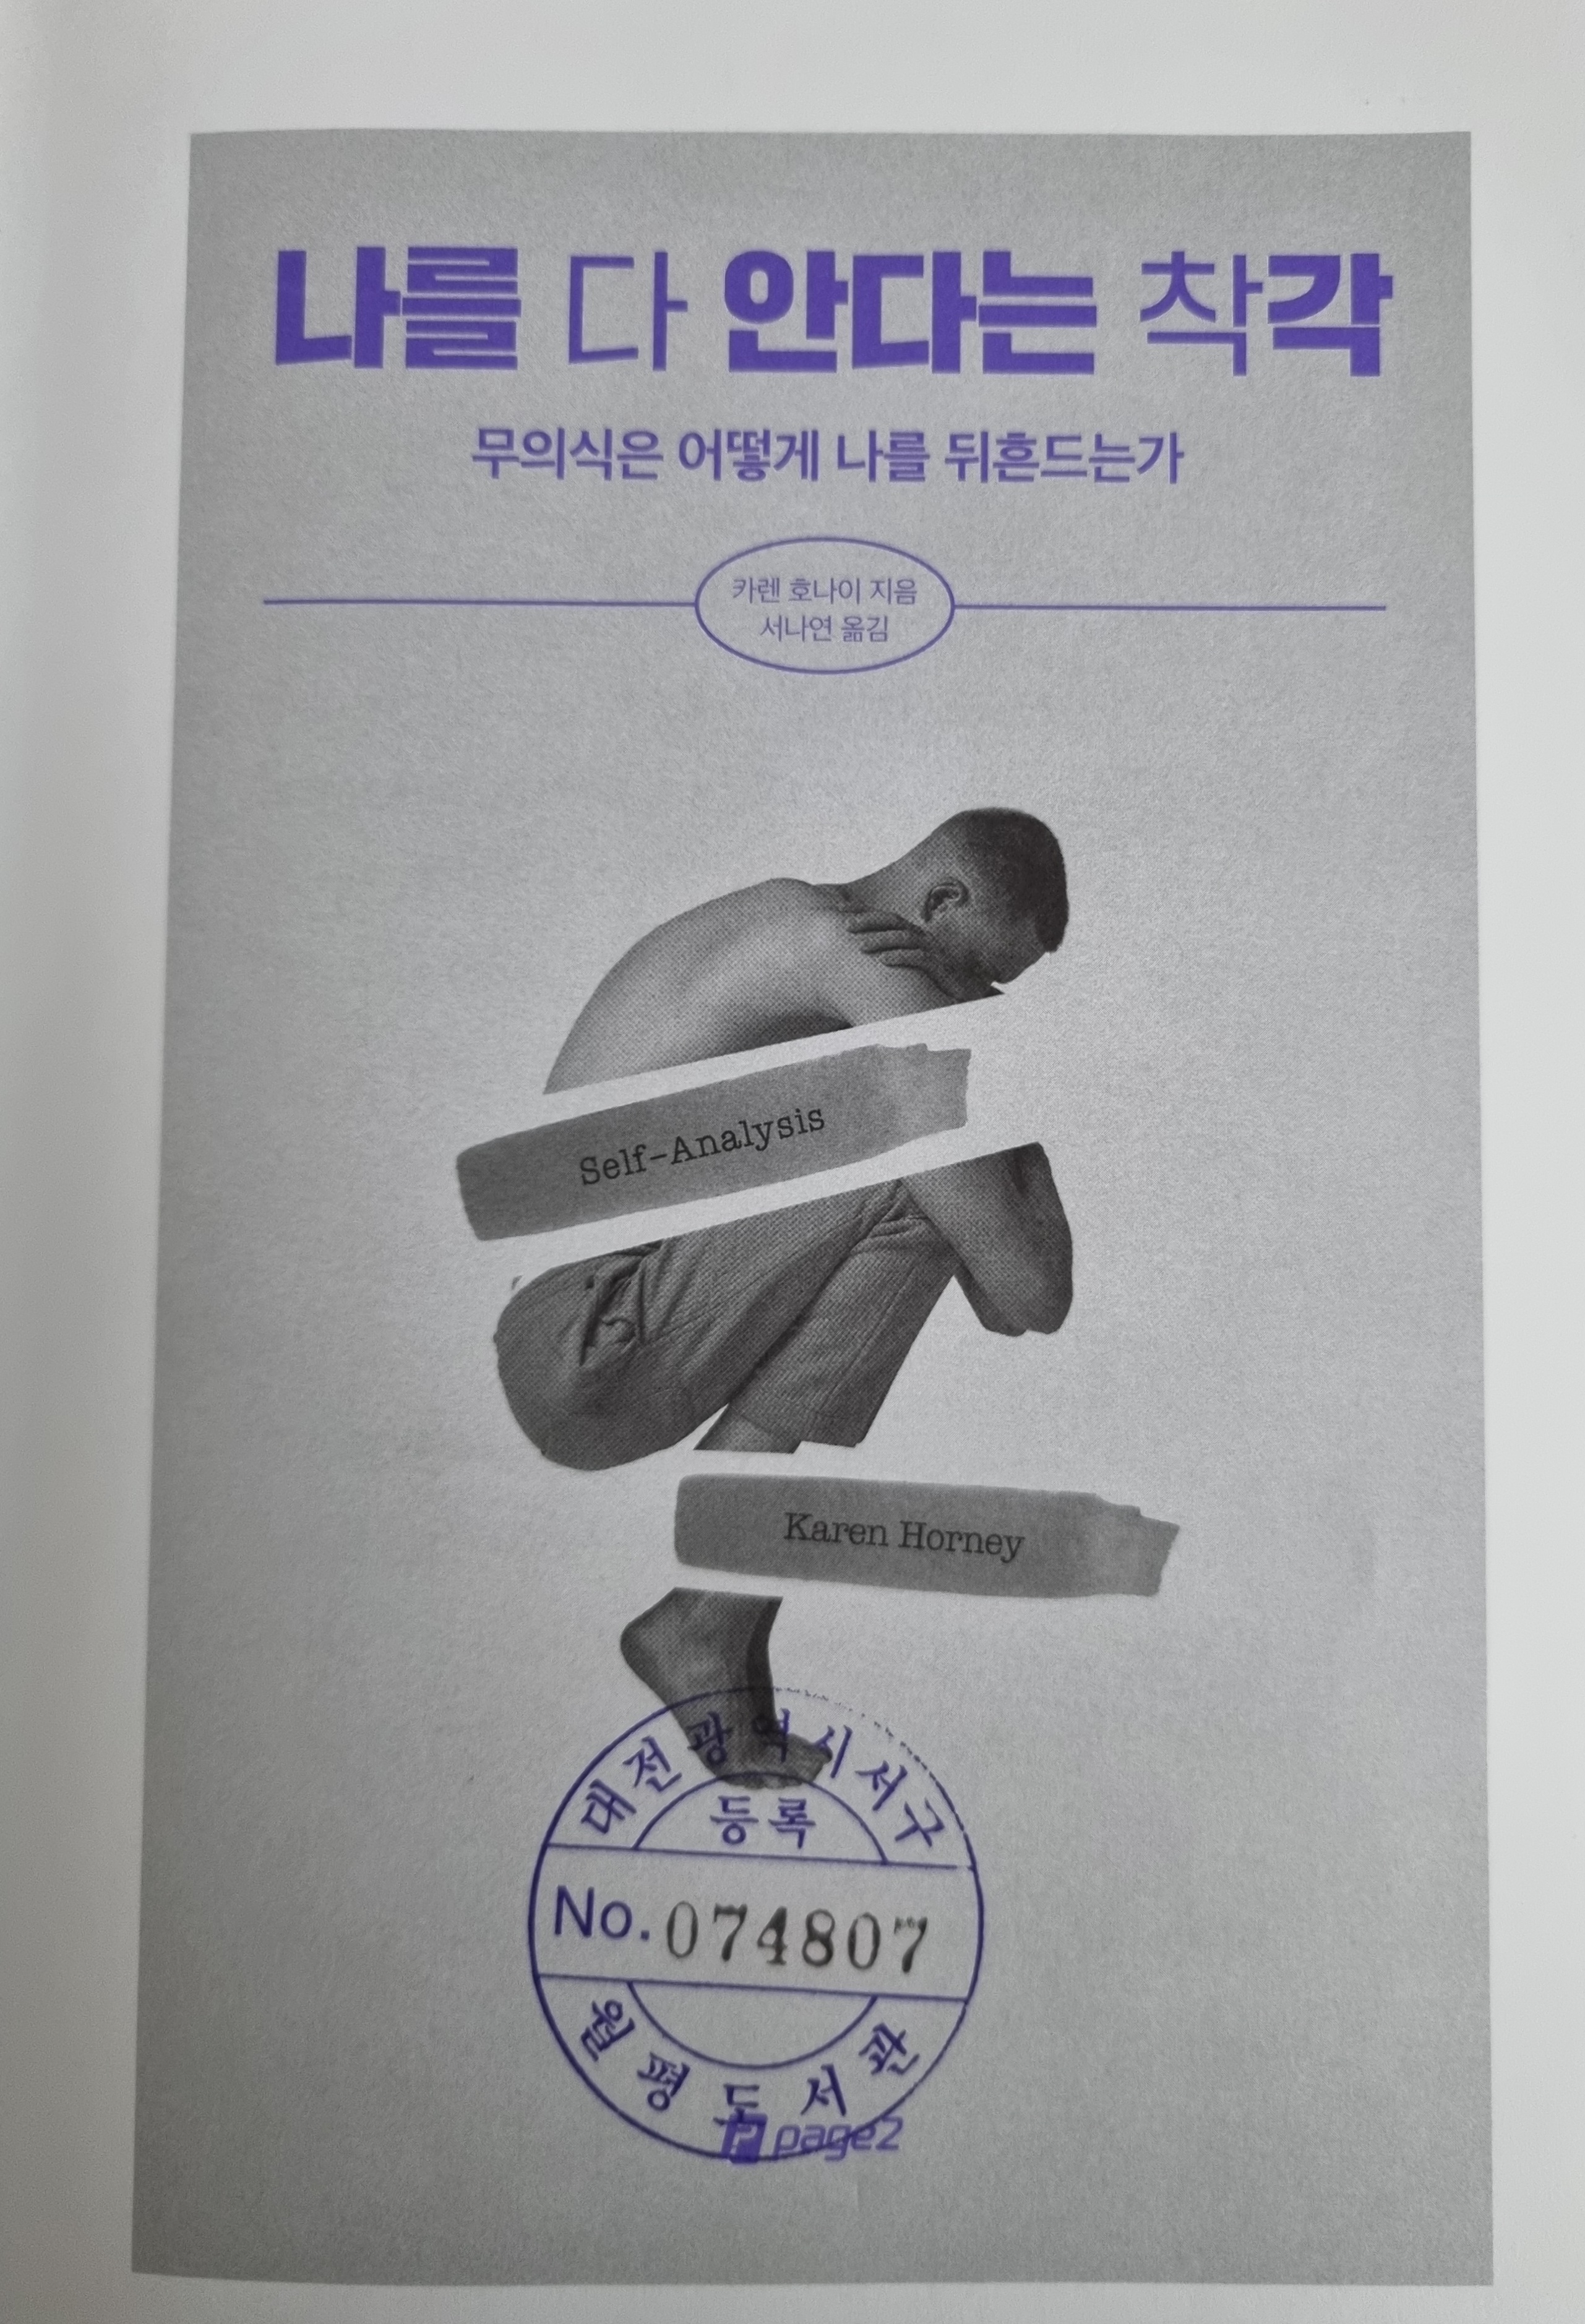 나를 다 안다는 착각
무의식은 어떻게 나를 뒤흔드는가
카렌 호나이 지음
서나연 옮김
Self-Analysis
Karen Horney
대전광역시서구
등록
No. 074807
월평도서관
page2